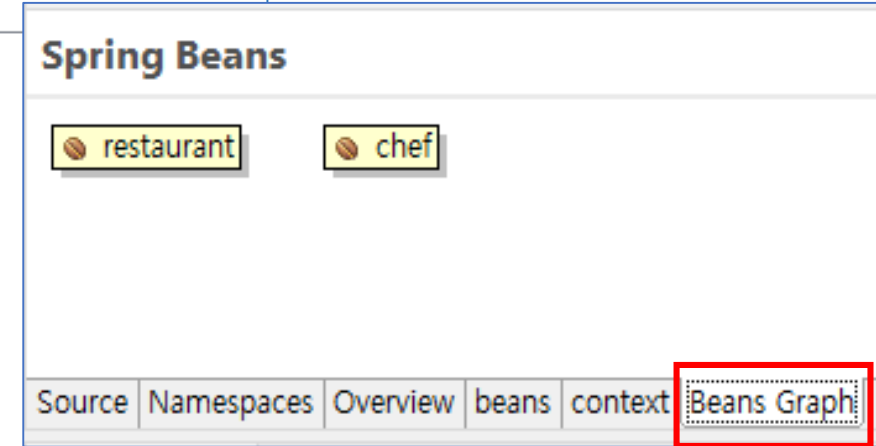 Spring Beans
restaurant chef
Source Namespaces Overview beans context Beans Graph